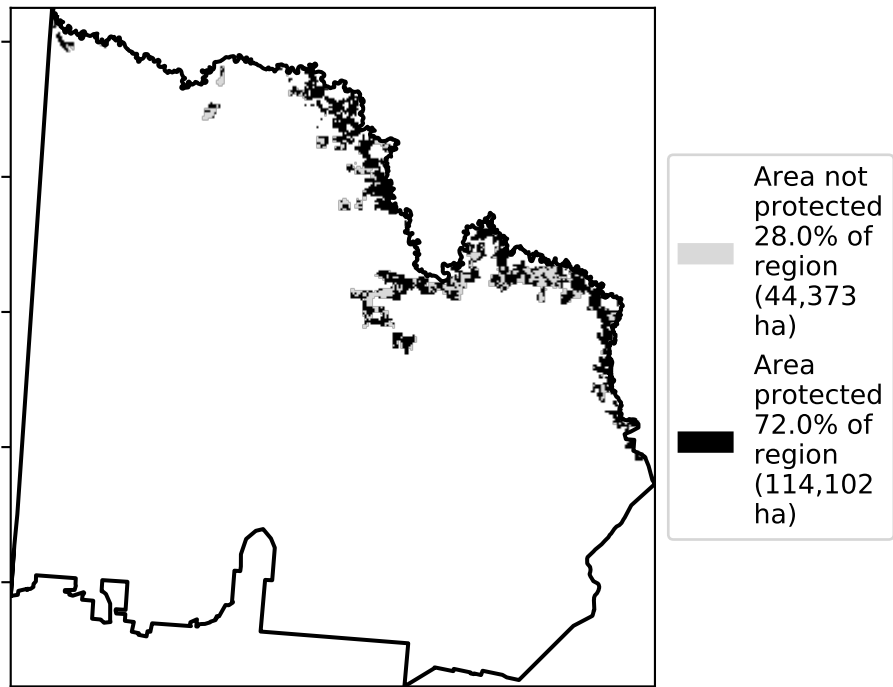 Area not
protected
28.0% of
region
(44,373
ha)
Area
protected
72.0% of
region
(114,102
ha)